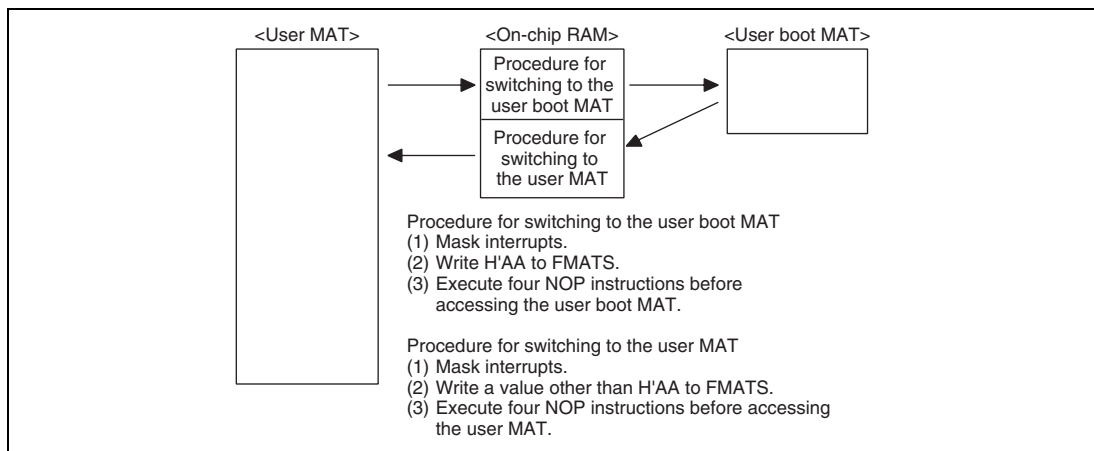 <User MAT>
<On-chip RAM>
<User boot MAT>
Procedure for
switching to the
user boot MAT
Procedure for
switching to
the user MAT
Procedure for switching to the user boot MAT
(1) Mask interrupts.
(2) Write H'AA to FMATS.
(3) Execute four NOP instructions before
accessing the user boot MAT.
Procedure for switching to the user MAT
(1) Mask interrupts.
(2) Write a value other than H'AA to FMATS.
(3) Execute four NOP instructions before accessing
the user MAT.